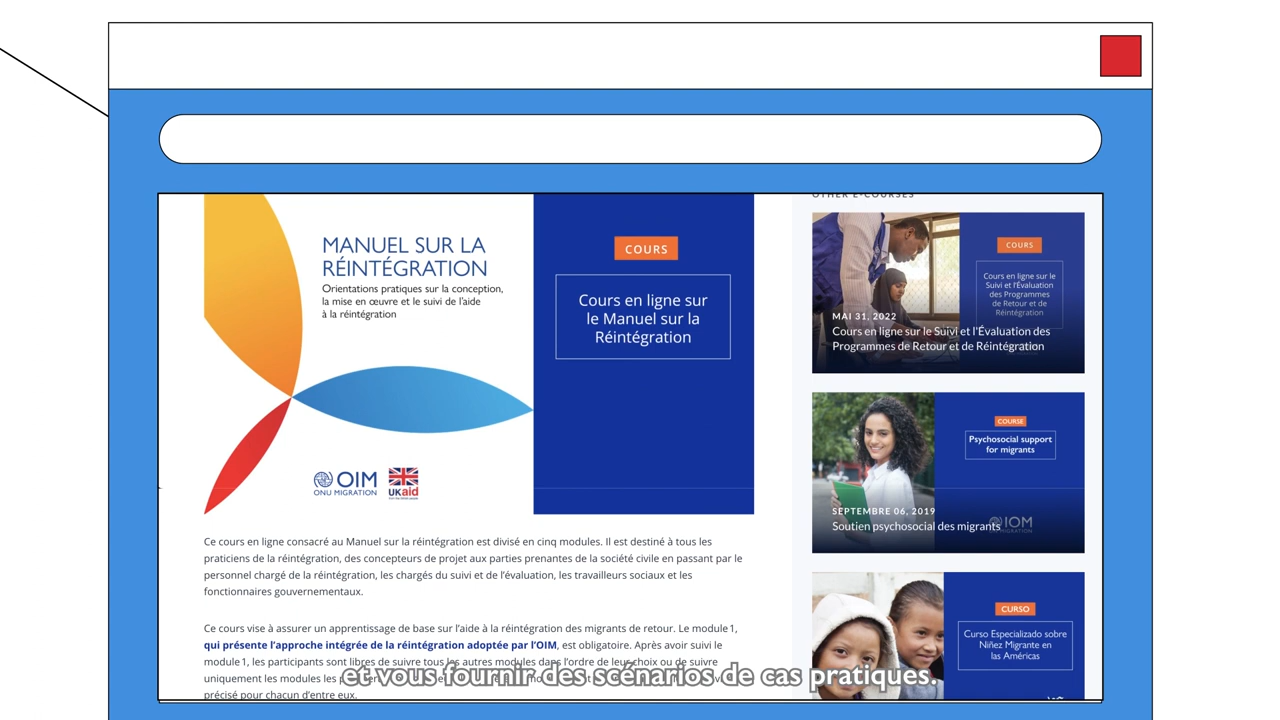 OTHER E-COURSES
MANUEL SUR LA
RÉINTÉGRATION
Orientations pratiques sur la conception,
la mise en œuvre et le suivi de l’aide
à la réintégration
OIM
ONU MIGRATION
UKaid
COURS
Cours en ligne sur
le Manuel sur la
Réintégration
Ce cours en ligne consacré au Manuel sur la réintégration est divisé en cinq modules. Il est destiné à tous les
praticiens de la réintégration, des concepteurs de projet aux parties prenantes de la société civile en passant par le
personnel chargé de la réintégration, les chargés du suivi et de l’évaluation, les travailleurs sociaux et les
fonctionnaires gouvernementaux.
Ce cours vise à assurer un apprentissage de base sur l’aide à la réintégration des migrants de retour. Le module 1,
qui présente l’approche intégrée de la réintégration adoptée par l’OIM, est obligatoire. Après avoir suivi le
module 1, les participants sont libres de suivre tous les autres modules dans l’ordre de leur choix ou de suivre
uniquement les modules les
précisé pour chacun d’entre eux.
COURS
Cours en ligne sur le
Suivi et l’Évaluation
des Programmes
de Retour et de
Réintégration
MAI 31, 2022
Cours en ligne sur le Suivi et l’Évaluation des
Programmes de Retour et de Réintégration
COURSE
Psychosocial support
for migrants
IOM
SEPTEMBRE 06, 2019
Soutien psychosocial des migrants
CURSO
Curso Especializado sobre
Niñez Migrante en
las Américas
et vous fournir des scénarios de cas pratiques.